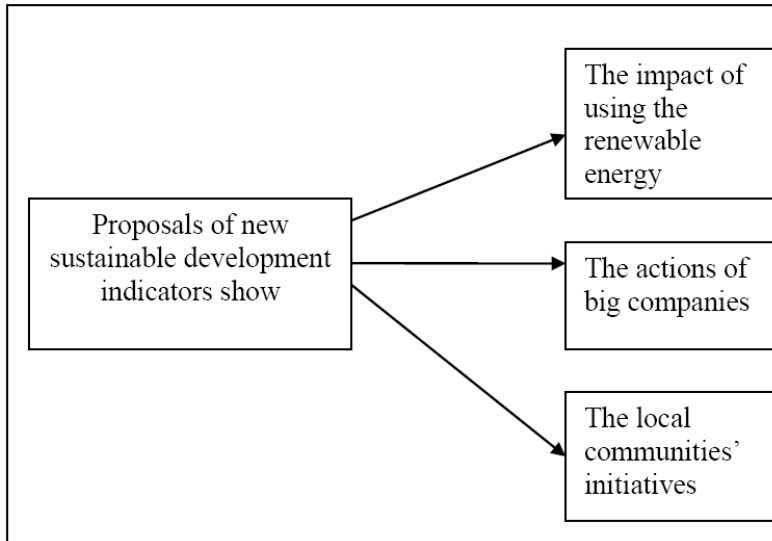 The impact of
using the
renewable
energy
Proposals of new
sustainable development
indicators show
The actions of
big companies
The local
communities’
initiatives